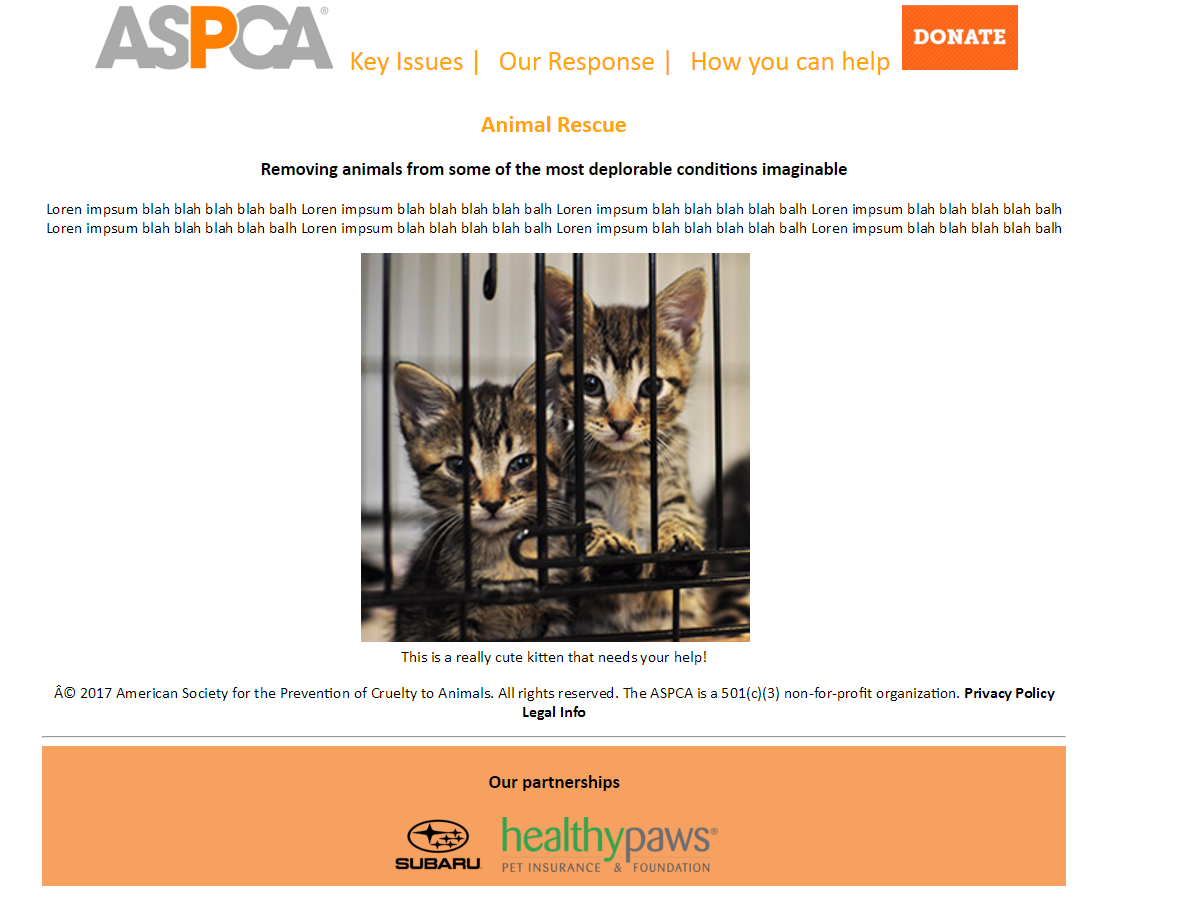 ASPCA® Key Issues | Our Response | How you can help DONATE
Animal Rescue
Removing animals from some of the most deplorable conditions imaginable
Loren impsum blah blah blah blah balh Loren impsum blah blah blah blah balh Loren impsum blah blah blah blah balh Loren impsum blah blah blah blah balh
Loren impsum blah blah blah blah balh Loren impsum blah blah blah blah balh Loren impsum blah blah blah blah balh Loren impsum blah blah blah blah balh
This is a really cute kitten that needs your help!
Â© 2017 American Society for the Prevention of Cruelty to Animals. All rights reserved. The ASPCA is a 501(c)(3) non-for-profit organization. Privacy Policy
Legal Info
Our partnerships
SUBARU healthypaws®
PET INSURANCE & FOUNDATION